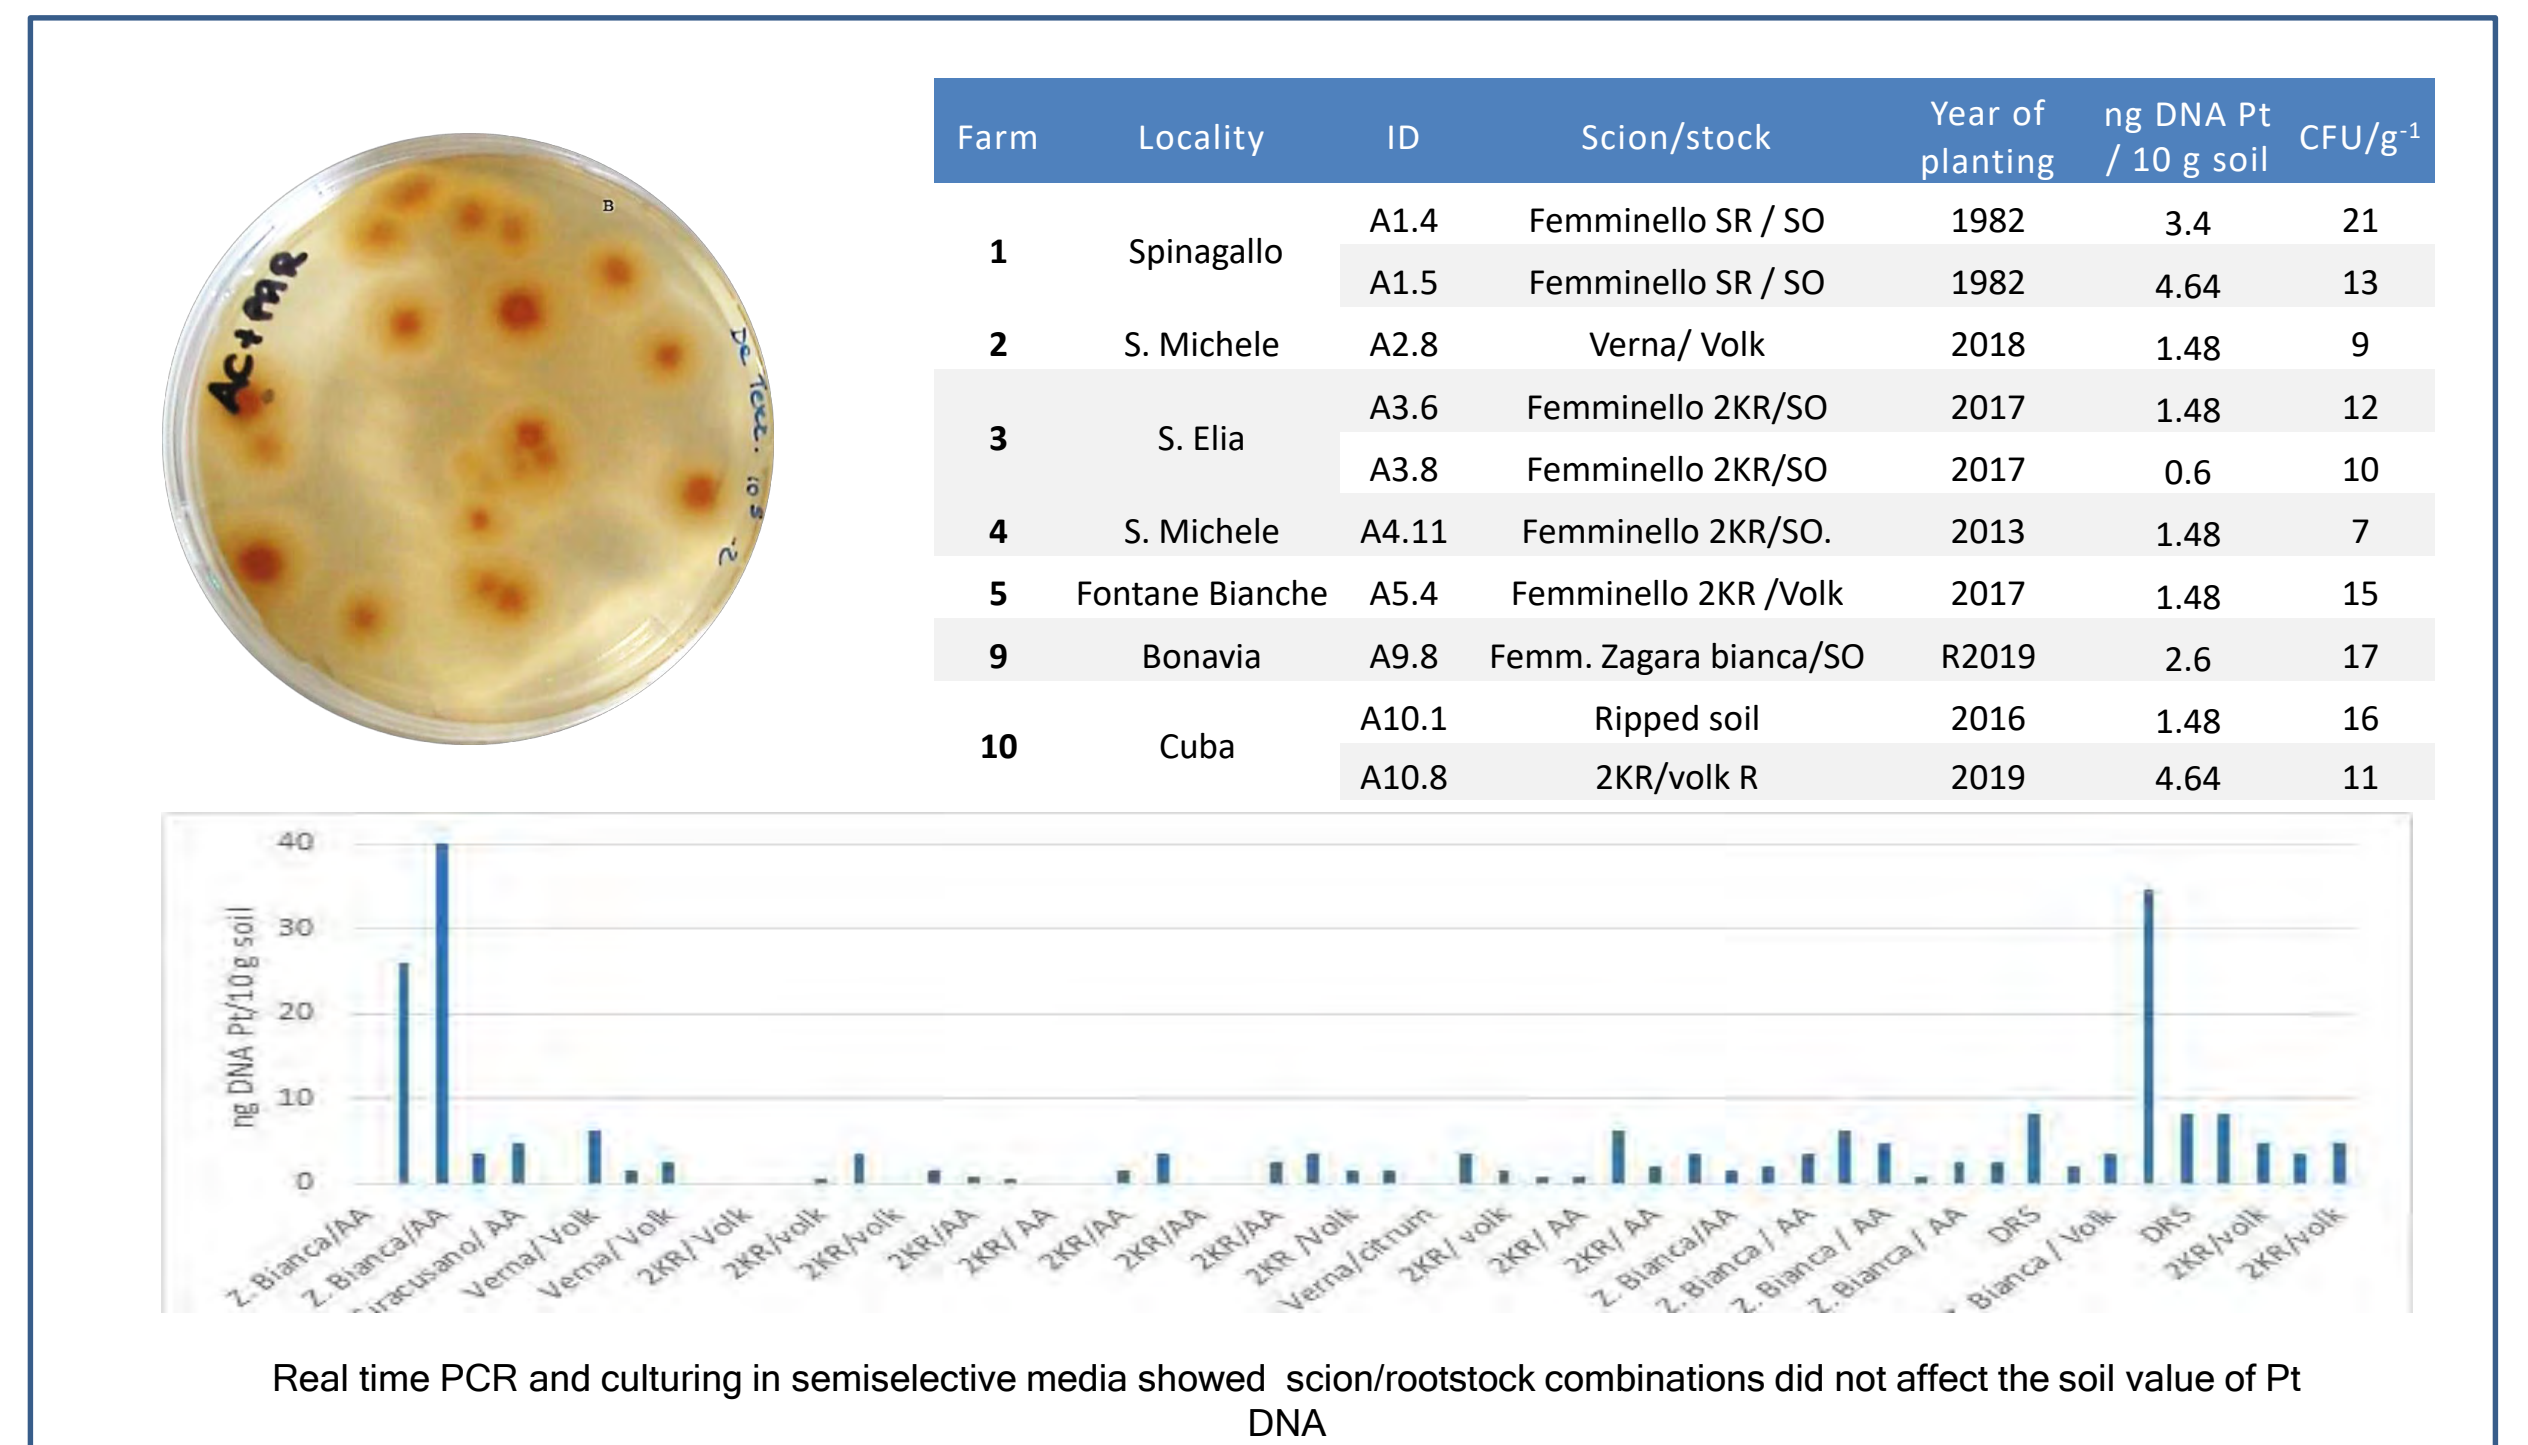 B
AC+PAR
10 5 -2
Farm Locality ID Scion/stock Year of planting ng DNA Pt / 10 g soil CFU/g-1
1 Spinagallo A1.4 Femminello SR / SO 1982 3.4 21
A1.5 Femminello SR / SO 1982 4.64 13
2 S. Michele A2.8 Verna/ Volk 2018 1.48 9
3 S. Elia A3.6 Femminello 2KR/SO 2017 1.48 12
A3.8 Femminello 2KR/SO 2017 0.6 10
4 S. Michele A4.11 Femminello 2KR/SO. 2013 1.48 7
5 Fontane Bianche A5.4 Femminello 2KR /Volk 2017 1.48 15
9 Bonavia A9.8 Femm. Zagara bianca/SO R2019 2.6 17
10 Cuba A10.1 Ripped soil 2016 1.48 16
A10.8 2KR/volk R 2019 4.64 11
ng DNA Pt/10 g soil
40
30
20
10
0
Z. Bianca/AA
Z. Bianca/AA
iracusano/ AA
Verna/ Volk
Verna/ Volk
2KR/ Volk
2KR/volk
2KR/volk
2KR/AA
2KR/ AA
2KR/AA
2KR/AA
2KR/AA
2KR /Volk
Verna/citrum
2KR/ volk
2KR/ AA
2KR/ AA
Z. Bianca/AA
Z. Bianca / AA
Z. Bianca / AA
Z. Bianca / AA
DRS
. Bianca / Volk
DRS
2KR/volk
2KR/volk
Real time PCR and culturing in semiselective media showed scion/rootstock combinations did not affect the soil value of Pt
DNA